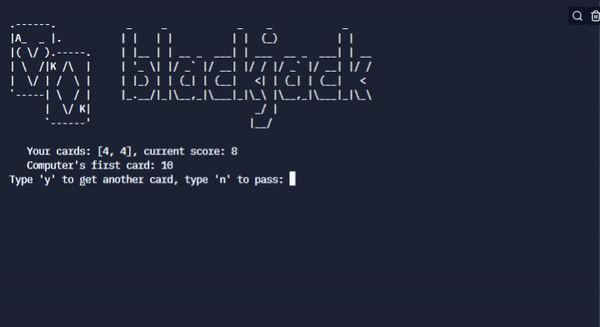 A
K
blackjack
K
Your cards: [4, 4], current score: 8
Computer's first card: 10
Type 'y' to get another card, type 'n' to pass: